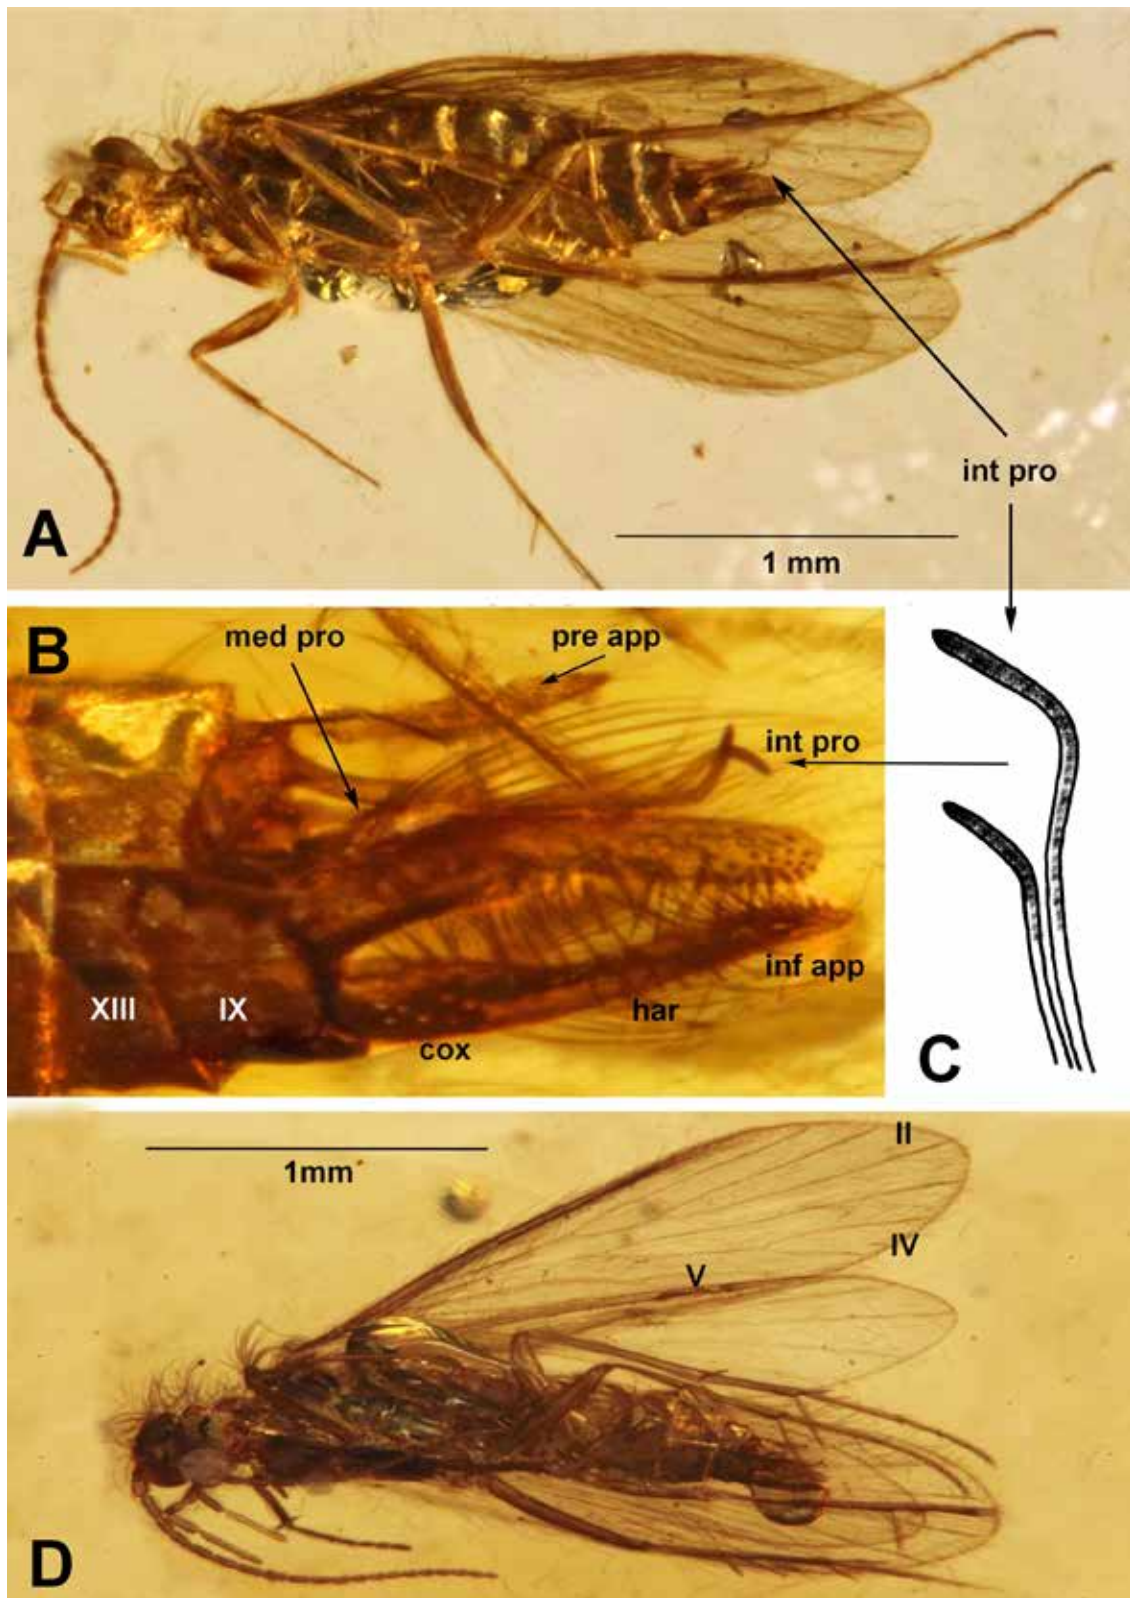 int pro
A
1 mm
B
med pro
pre app
int pro
inf app
XIII
IX
har
cox
C
1mm
II
IV
V
D